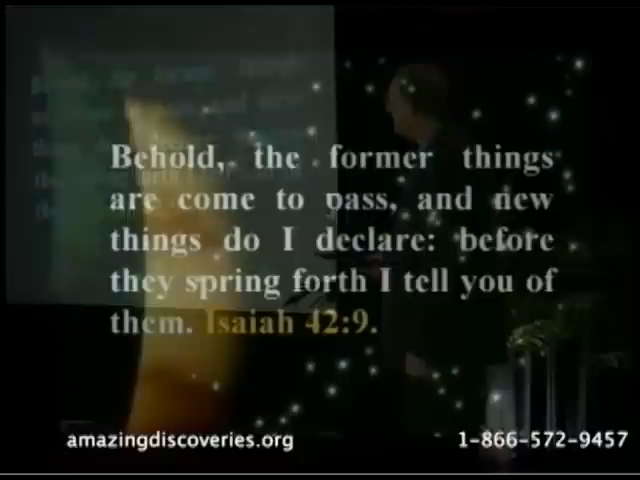 Behold, the former things
are come to pass, and new
things do I declare: before
they spring forth I tell you of
them. Isaiah 42:9.
amazingdiscoveries.org 1-866-572-9457